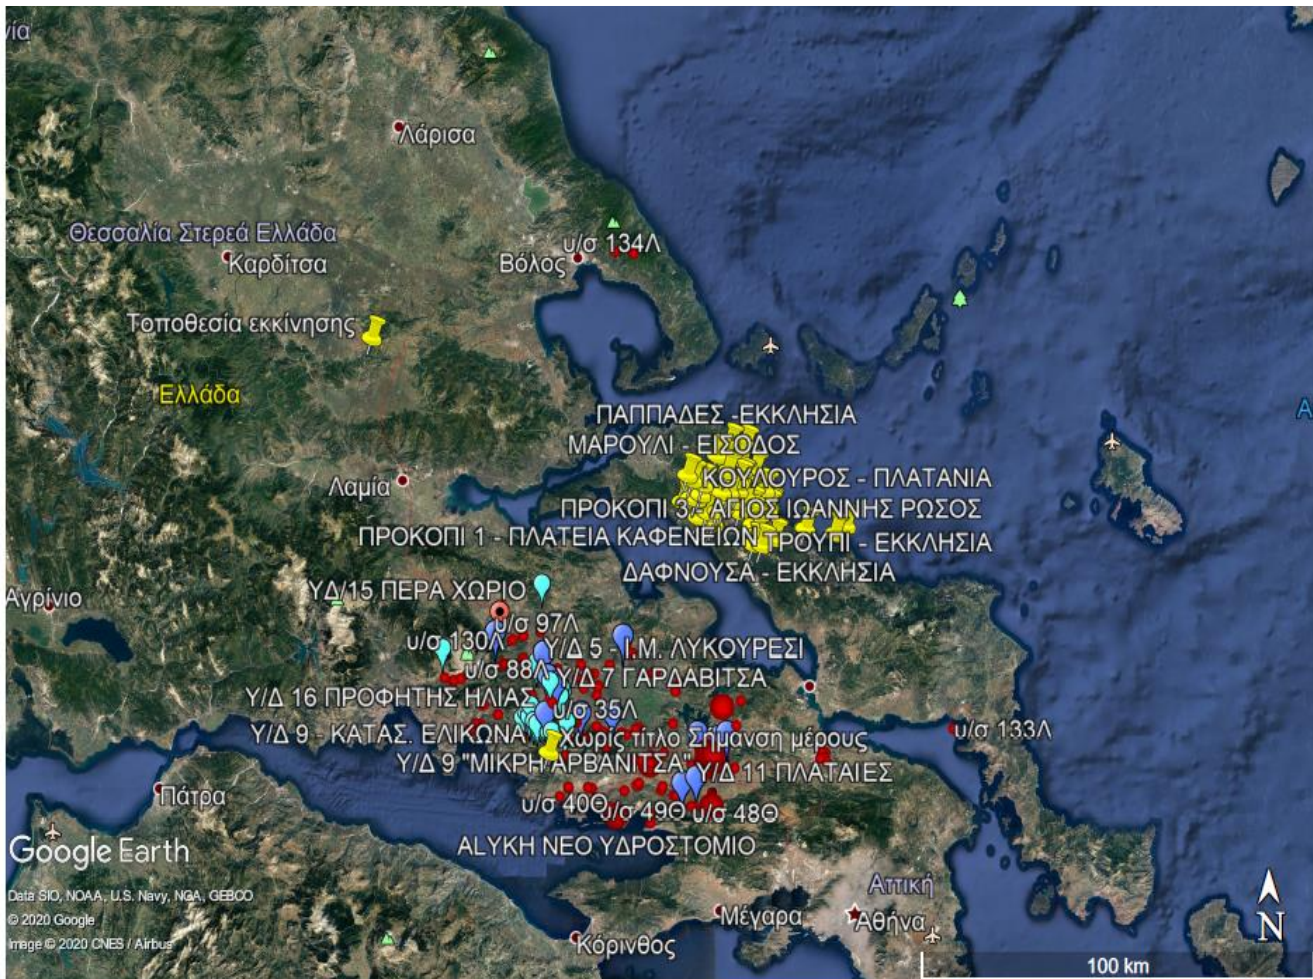 νία
Λάρισα
Θεσσαλία Στερεά Ελλάδα
υ/σ 134Λ
Βόλος
Καρδίτσα
Τοποθεσία εκκίνησης
Ελλάδα
A
ΠΑΠΠΑΔΕΣ -ΕΚΚΛΗΣΙΑ
ΜΑΡΟΥΛΙ - ΕΙΣΟΔΟΣ
ΚΟΥΛΟΥΡΟΣ - ΠΛΑΤΑΝΙΑ
Λαμία
ΠΡΟΚΟΠΙ 3 - ΑΓΙΟΣ ΙΩΑΝΝΗΣ ΡΩΣΟΣ
ΠΡΟΚΟΠΙ 1 - ΠΛΑΤΕΙΑ ΚΑΦΕΝΕΙΩΝ
ΤΡΟΥΠΙ - ΕΚΚΛΗΣΙΑ
ΔΑΦΝΟΥΣΑ - ΕΚΚΛΗΣΙΑ
ΥΔ/15 ΠΕΡΑ ΧΩΡΙΟ
Αγρίνιο
υ/σ 97Λ
υ/σ 130Λ
Υ/Δ 5 - Ι.Μ. ΛΥΚΟΥΡΕΣΙ
υ/σ 88Λ
Υ/Δ 7 ΓΑΡΔΑΒΙΤΣΑ
Υ/Δ 16 ΠΡΟΦΗΤΗΣ ΗΛΙΑΣ
υ/σ 35Λ
Υ/Δ 9 - ΚΑΤΑΣ. ΕΛΙΚΩΝΑ
Χωρίς τίτλο Σήμανση μέρους
υ/σ 133Λ
Υ/Δ 9 "ΜΙΚΡΗ ΑΡΒΑΝΙΤΣΑ"
Υ/Δ 11 ΠΛΑΤΑΙΕΣ
Πάτρα
υ/σ 40Θ
υ/σ 49Θ
υ/σ 48Θ
ALYKH ΝΕΟ ΥΔΡΟΣΤΟΜΙΟ
Google Earth
Αττική
Data SIO, NOAA, U.S. Navy, NGA, GEBCO
© 2020 Google
Image © 2020 CNES / Airbus
Μέγαρα
Αθήνα
Κόρινθος
N
100 km